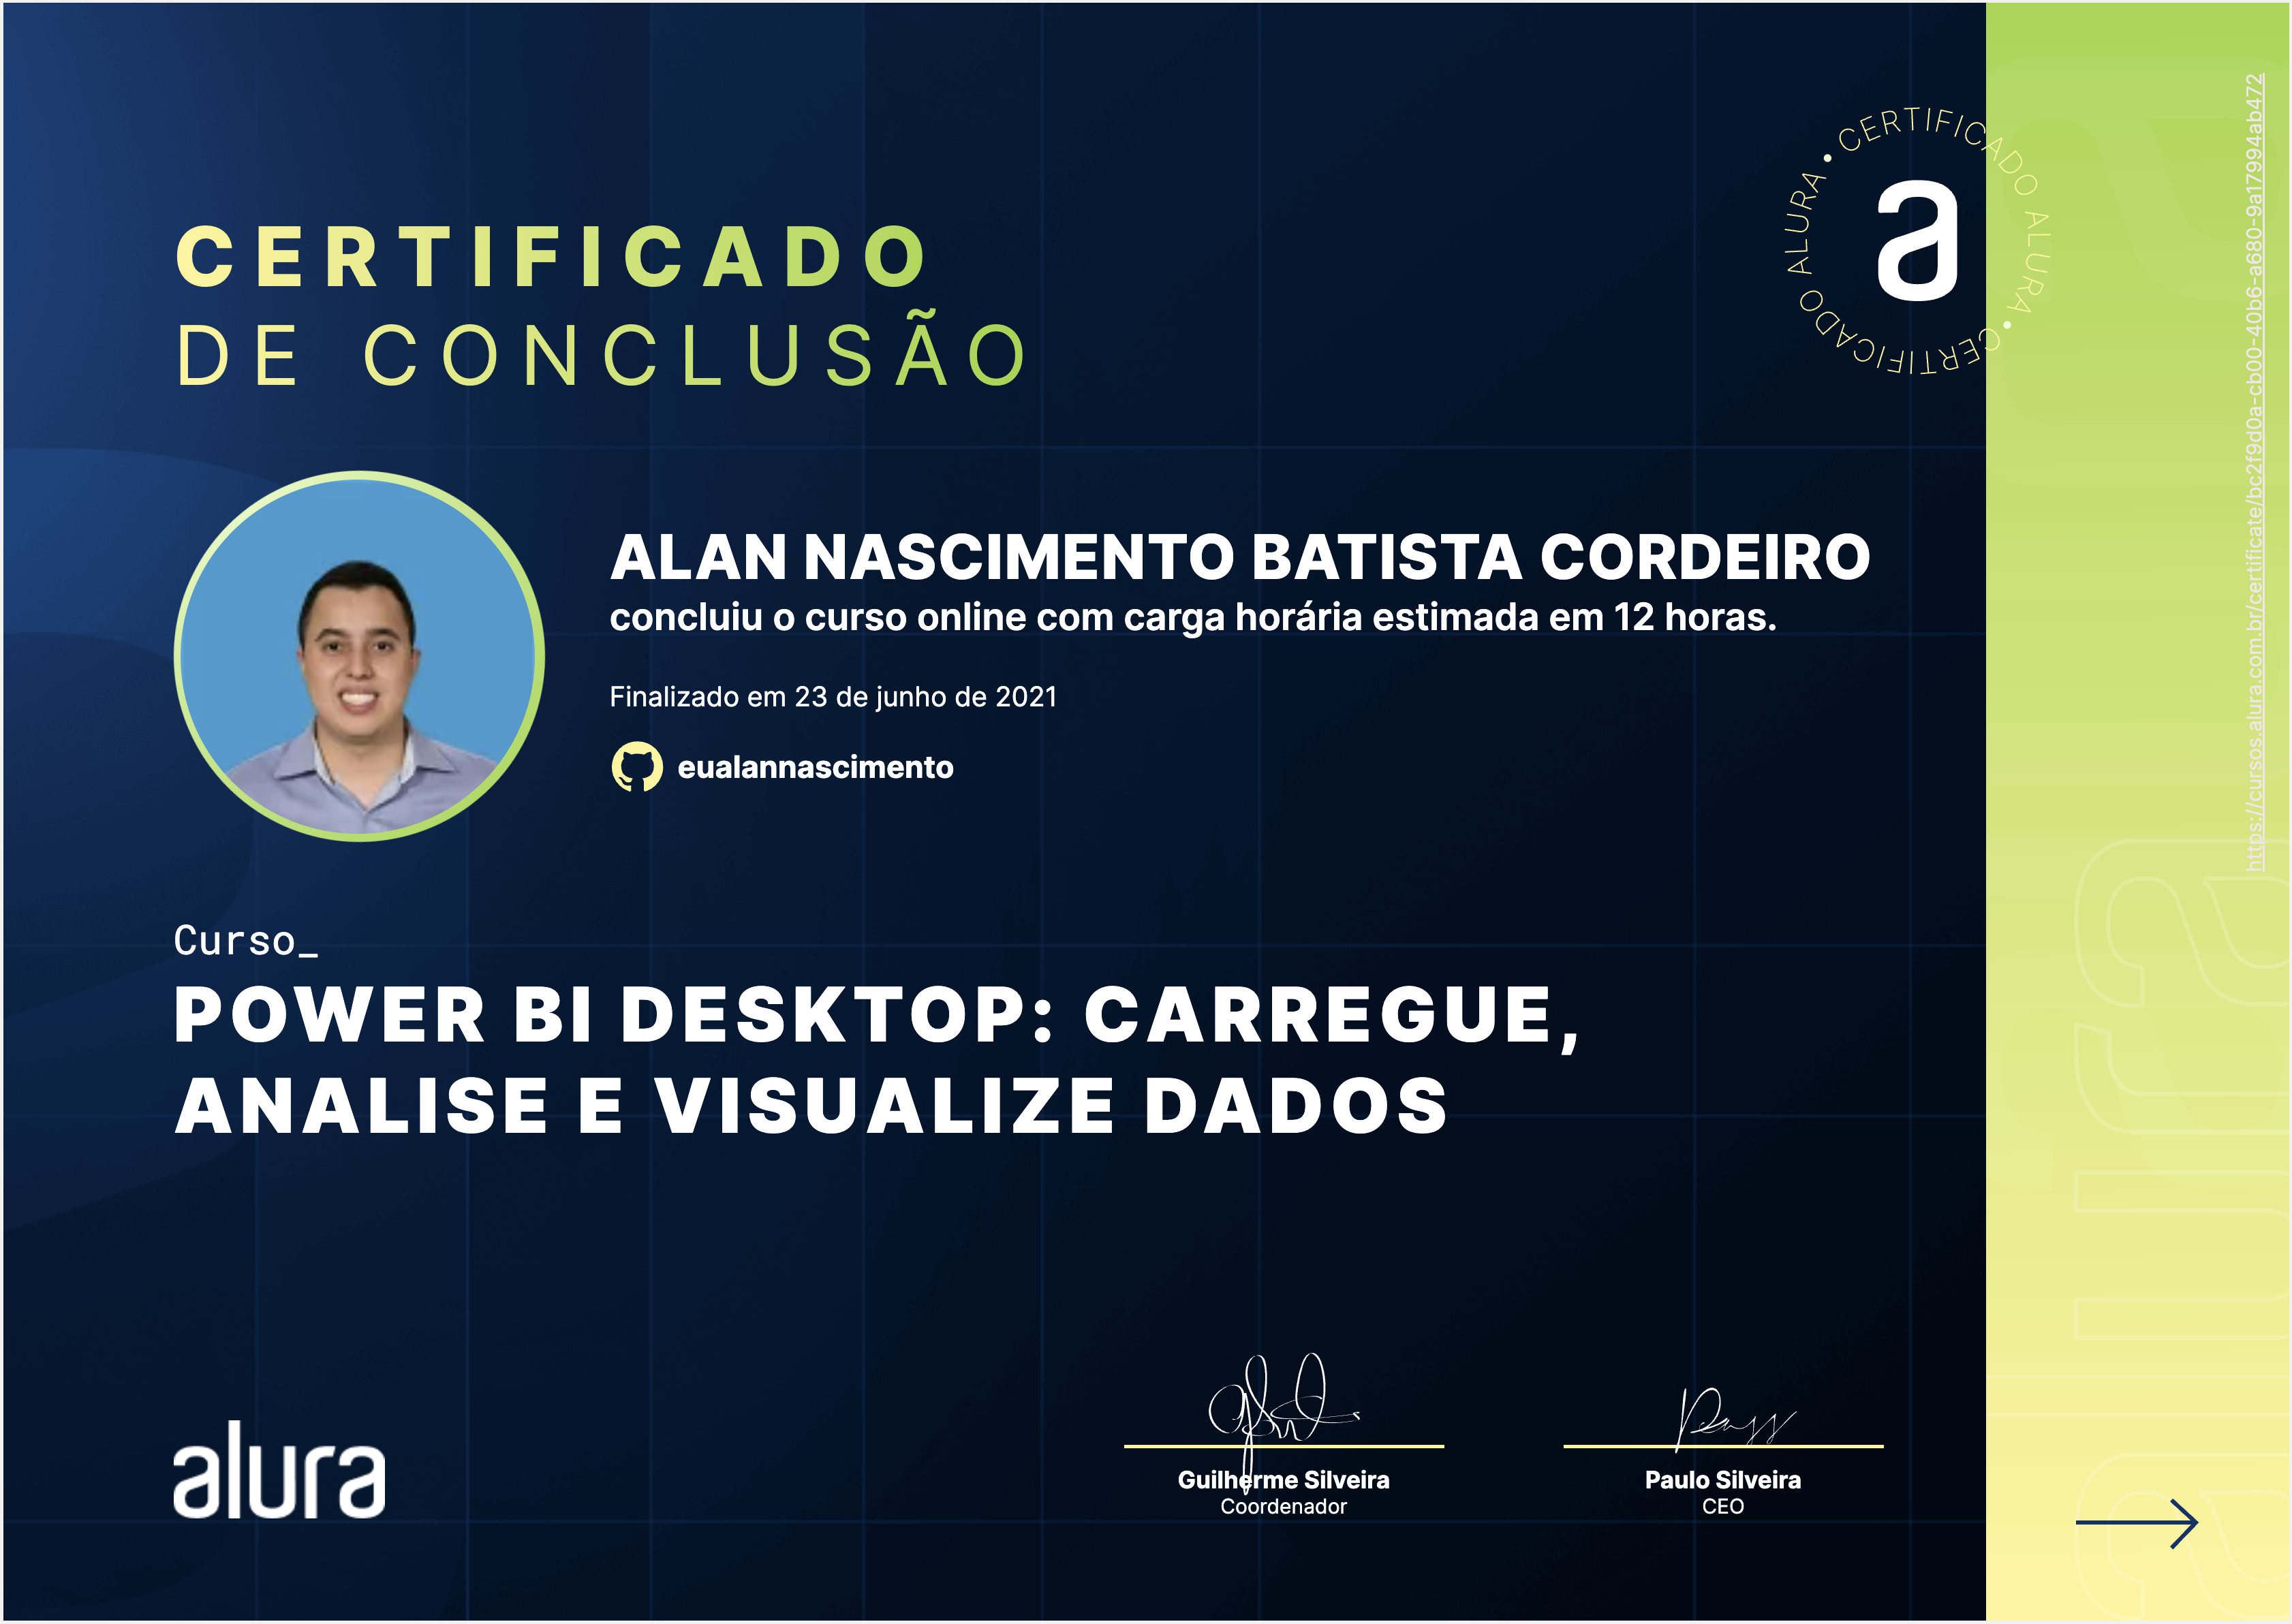 CERTIFICADO
DE CONCLUSÃO
CERTIFICADO ALURA • CERTIFICADO ALURA •
a
ALAN NASCIMENTO BATISTA CORDEIRO
concluiu o curso online com carga horária estimada em 12 horas.
Finalizado em 23 de junho de 2021
eualannascimento
Curso_
POWER BI DESKTOP: CARREGUE,
ANALISE E VISUALIZE DADOS
alura
Guilherme Silveira
Coordenador
Paulo Silveira
CEO
https://cursos.alura.com.br/certificate/bc2f9d0a-cb00-40b6-a680-9a17994ab472
alura